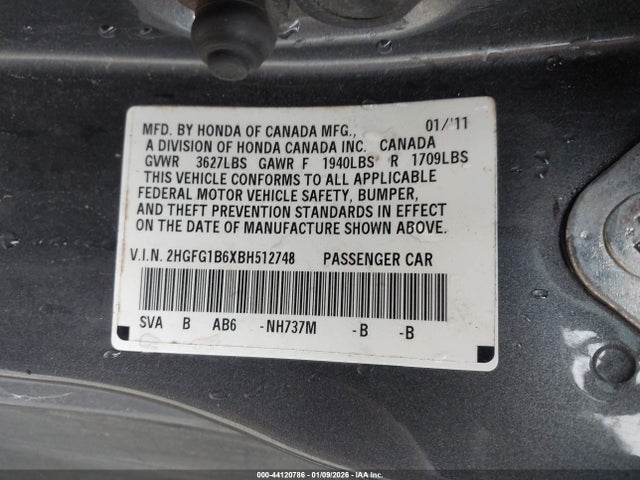 MFD. BY HONDA OF CANADA MFG., 01/'11
A DIVISION OF HONDA CANADA INC. CANADA
GVWR 3627LBS GAWR F 1940LBS R 1709LBS
THIS VEHICLE CONFORMS TO ALL APPLICABLE
FEDERAL MOTOR VEHICLE SAFETY, BUMPER,
AND THEFT PREVENTION STANDARDS IN EFFECT
ON THE DATE OF MANUFACTURE SHOWN ABOVE.
V.I.N. 2HGFG1B6XBH512748 PASSENGER CAR
SVA B AB6 -NH737M -B -B
000-44120786 - 01/09/2026 - IAA Inc.